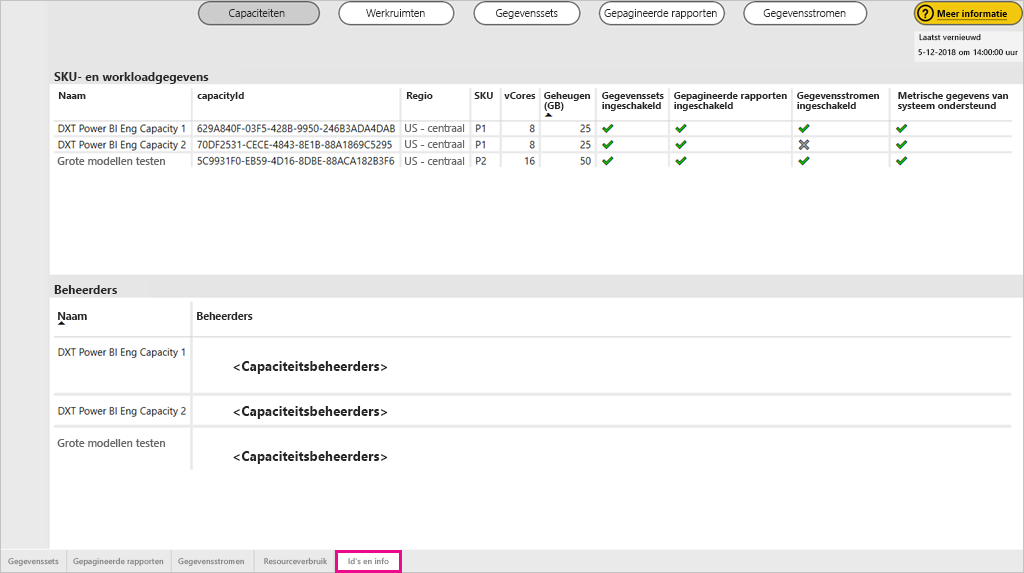 Capaciteiten Werkruimten Gegevenssets Gepagineerde rapporten Gegevensstromen ? Meer informatie
Laatst vernieuwd
5-12-2018 om 14:00:00 uur
SKU- en workloadgegevens
Naam capacityId Regio SKU vCores Geheugen (GB) Gegevenssets ingeschakeld Gepagineerde rapporten ingeschakeld Gegevensstromen ingeschakeld Metrische gegevens van systeem ondersteund
DXT Power BI Eng Capacity 1 629A840F-03F5-428B-9950-246B3ADA4DAB US - centraal P1 8 25
DXT Power BI Eng Capacity 2 70DF2531-CECE-4843-8E1B-88A1869C5295 US - centraal P1 8 25
Grote modellen testen 5C9931F0-EB59-4D16-8DBE-88ACA182B3F6 US - centraal P2 16 50
Beheerders
Naam Beheerders
DXT Power BI Eng Capacity 1
<Capaciteitsbeheerders>
DXT Power BI Eng Capacity 2 <Capaciteitsbeheerders>
Grote modellen testen
<Capaciteitsbeheerders>
Gegevenssets Gepagineerde rapporten Gegevensstromen Resourceverbruik Id's en info